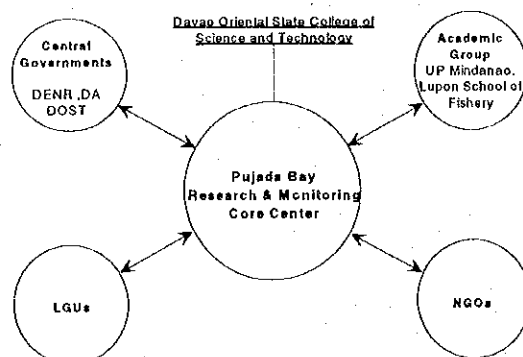 Davao Oriental State College of
Science and Technology
Central
Governments
DENR ,DA
DOST
Academic
Group
UP Mindanao.
Lupon School of
Fishery
Pujada Bay
Research & Monitoring
Core Center
LGUs
NGOs